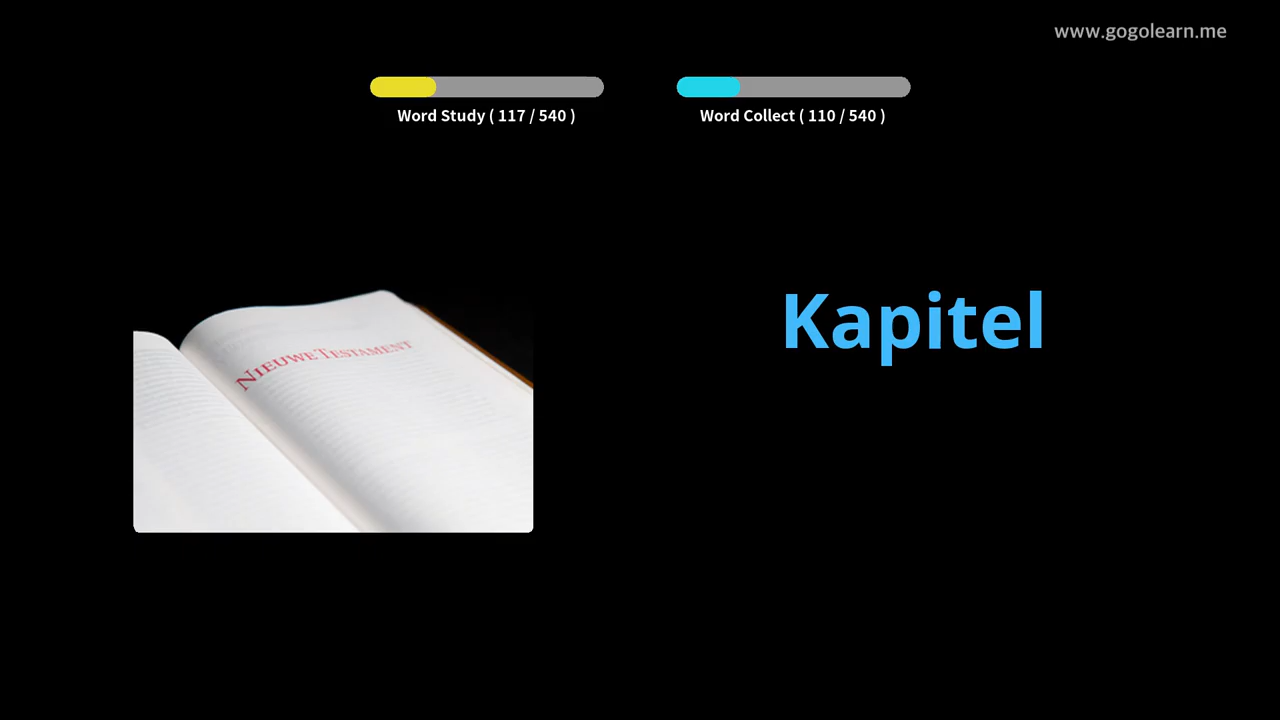 www.gogolearn.me
Word Study ( 117 / 540 )
Word Collect ( 110 / 540 )
Kapitel
NIEUWE TESTAMENT